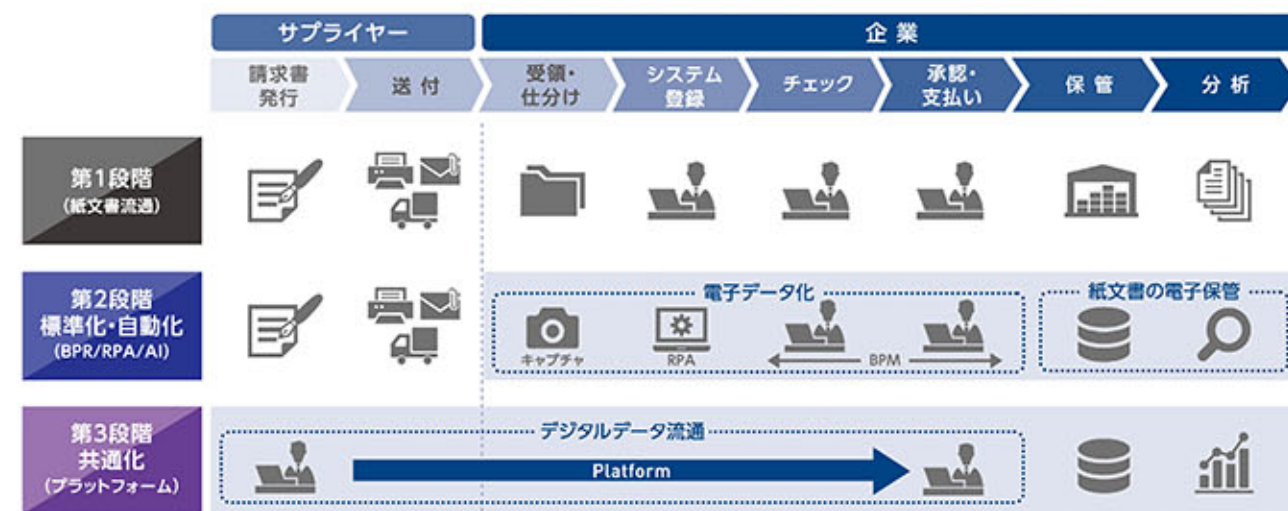 サプライヤー
企業
請求書
発行
送付
受領・
仕分け
システム
登録
チェック
承認・
支払い
保管
分析
第1段階
(紙文書流通)
第2段階
標準化・自動化
(BPR/RPA/AI)
電子データ化
紙文書の電子保管
キャプチャ
RPA
BPM
第3段階
共通化
(プラットフォーム)
デジタルデータ流通
Platform